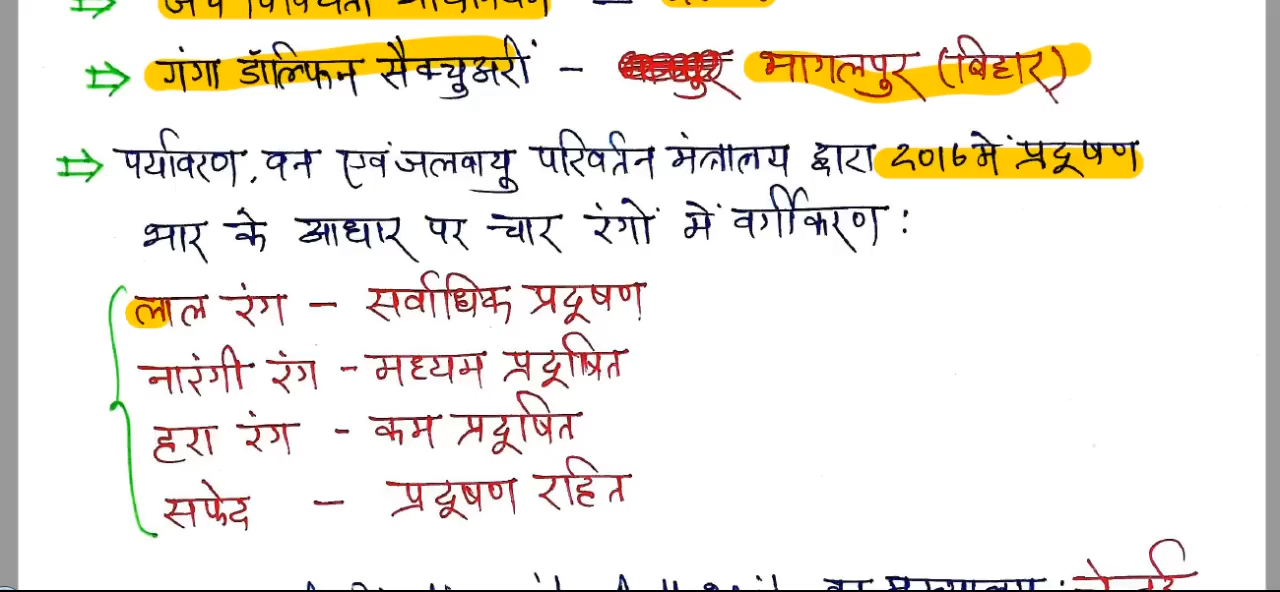 ⇒ गंगा डॉल्फिन सैक्चुअरीं - भागलपुर (बिहार)
⇒ पर्यावरण, वन एवं जलवायु परिवर्तन मंत्रालय द्वारा 2016 में प्रदूषण
भार के आधार पर चार रंगों में वर्गीकरण :
लाल रंग - सर्वाधिक प्रदूषण
नारंगी रंग - मध्यम प्रदूषित
हरा रंग - कम प्रदूषित
सफेद - प्रदूषण रहित